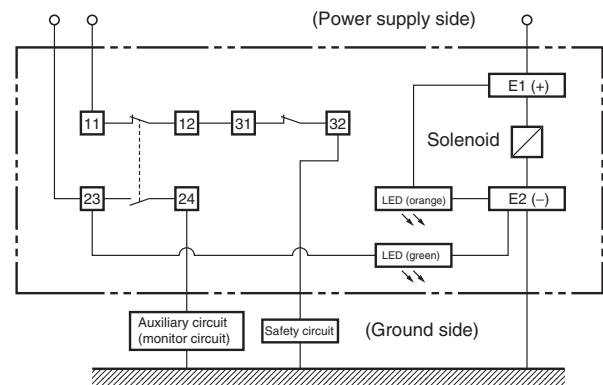 (Power supply side)
E1 (+)
11
12
31
32
Solenoid
23
24
LED (orange)
E2 (−)
LED (green)
Auxiliary circuit
(monitor circuit)
Safety circuit
(Ground side)